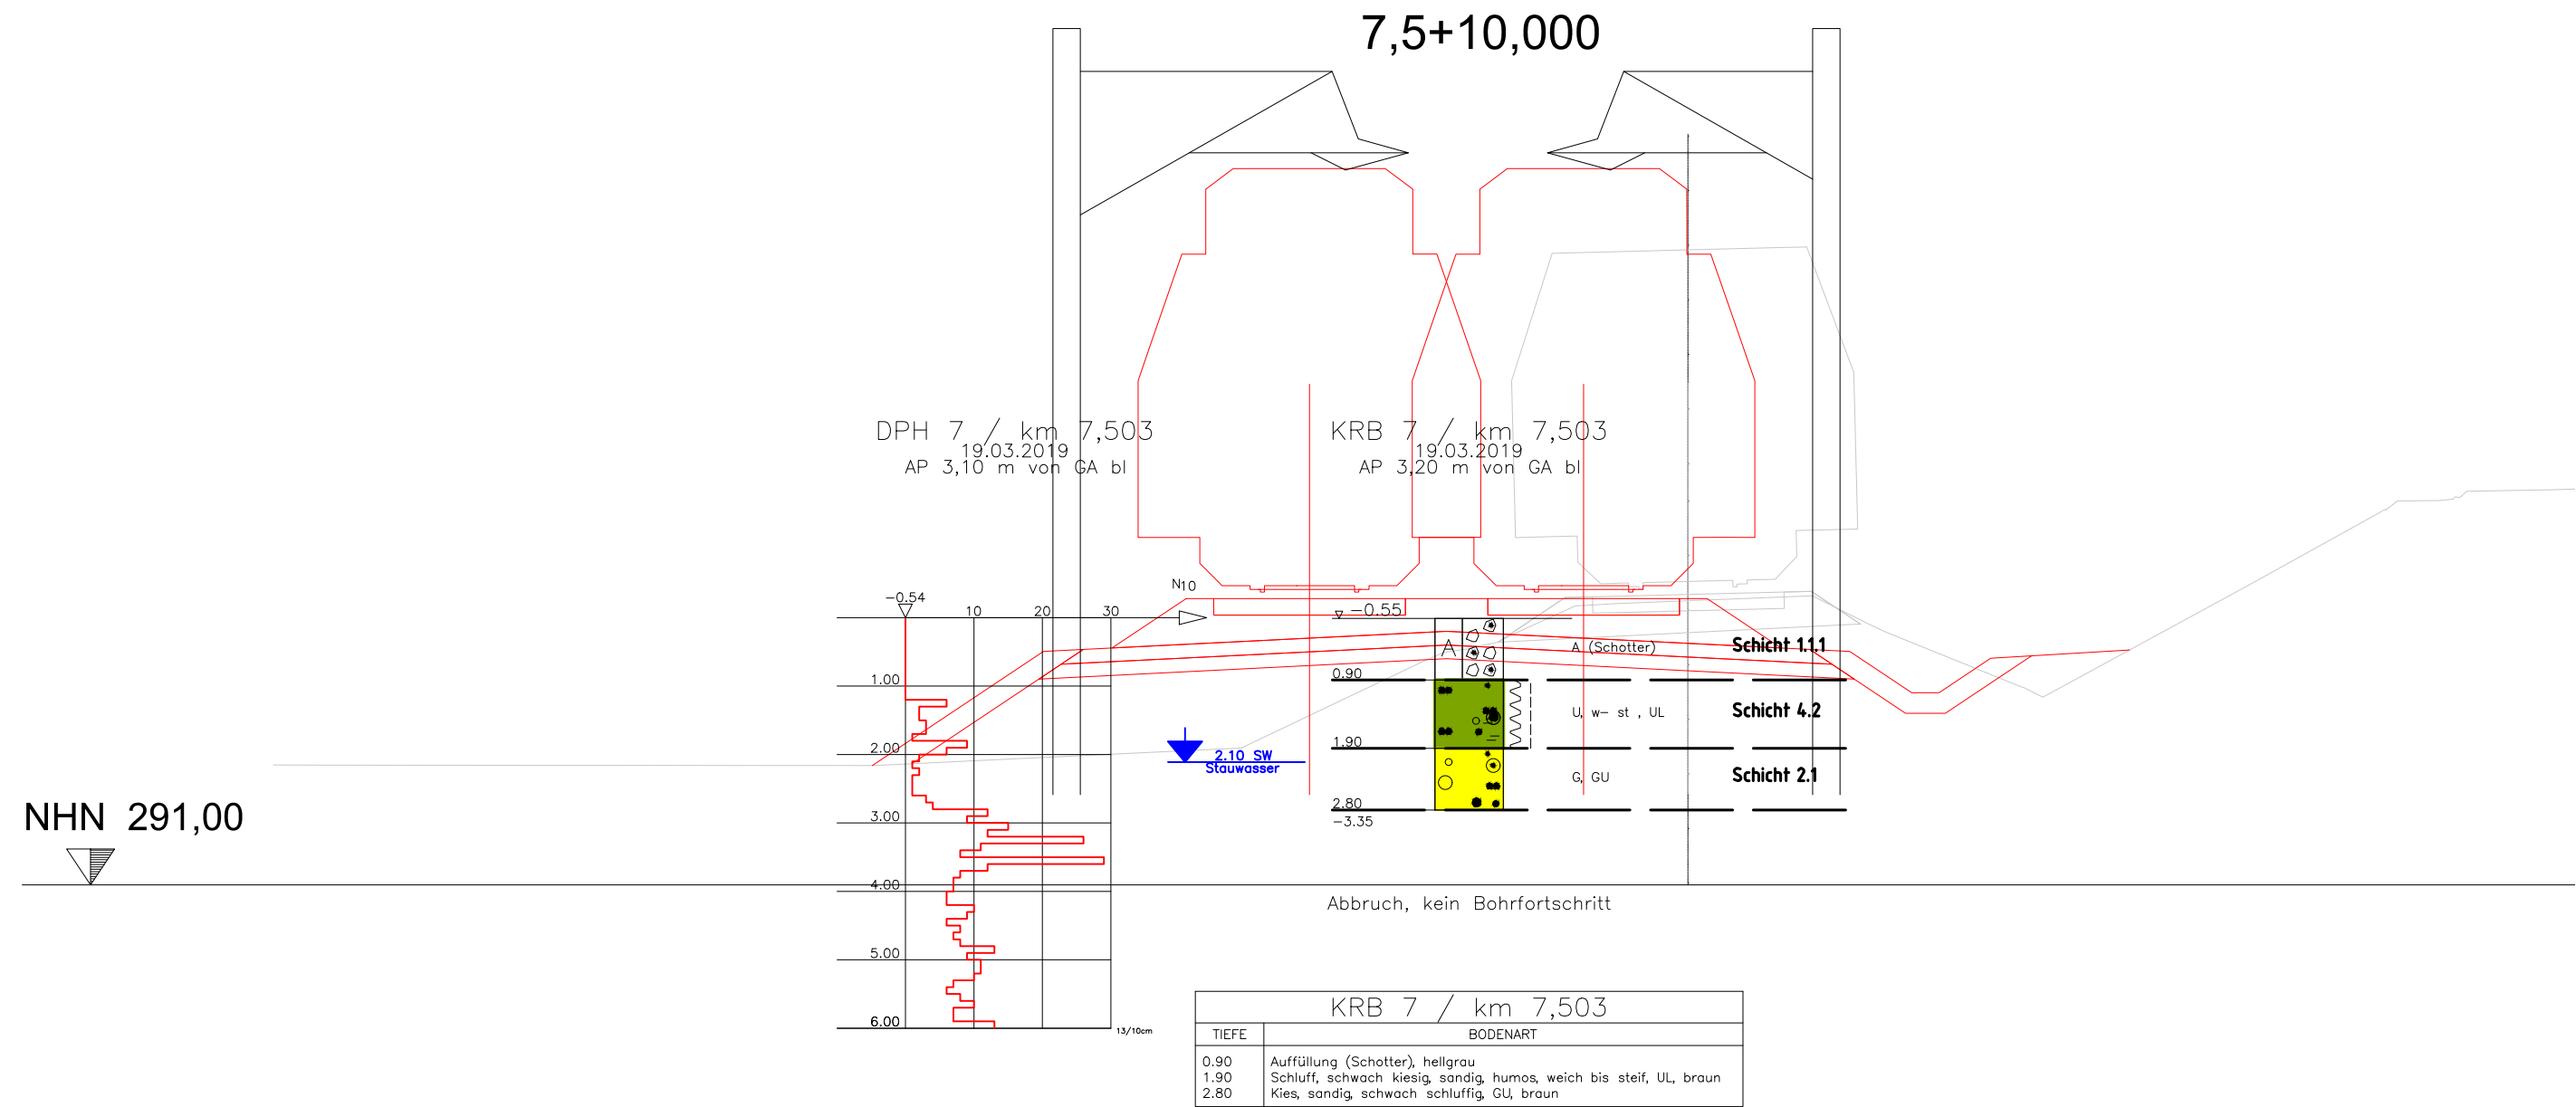 7,5+10,000
DPH 7 / km 7,503
19.03.2019
AP 3,10 m von GA bl
KRB 7 / km 7,503
19.03.2019
AP 3,20 m von GA bl
N10
-0.54
10 20 30
1.00
2.00
3.00
4.00
5.00
6.00
13/10cm
2.10 SW
Stauwasser
-0.55
A
A (Schotter)
Schicht 1.1.1
0.90
U, w- st , UL
Schicht 4.2
1.90
G, GU
Schicht 2.1
2.80
-3.35
NHN 291,00
Abbruch, kein Bohrfortschritt
KRB 7 / km 7,503
TIEFE BODENART
0.90 Auffüllung (Schotter), hellgrau
1.90 Schluff, schwach kiesig, sandig, humos, weich bis steif, UL, braun
2.80 Kies, sandig, schwach schluffig, GU, braun